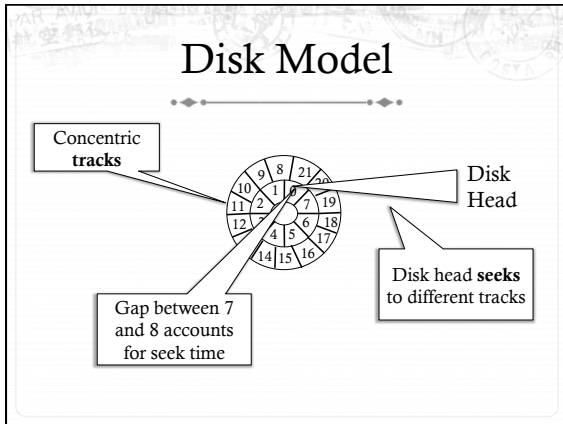 Disk Model
Concentric
tracks
9 8 21
10 1 0 20
11 2 7 19
12 6 18
4 5 17
14 15 16
Disk
Head
Disk head seeks
to different tracks
Gap between 7
and 8 accounts
for seek time